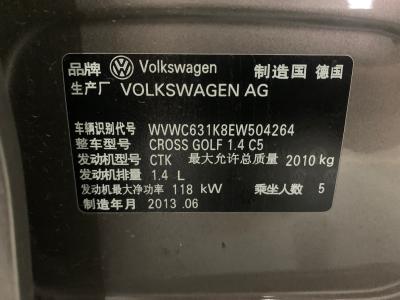 品牌 Volkswagen 制造国 德国
生产厂 VOLKSWAGEN AG
车辆识别代号 WVWC631K8EW504264
整车型号 CROSS GOLF 1.4 C5
发动机型号 CTK 最大允许总质量 2010 kg
发动机排量 1.4 L
发动机最大净功率 118 kW 乘坐人数 5
制造年月 2013 .06